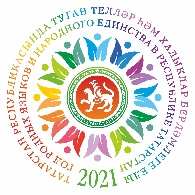 ТАТАРСТАН РЕСПУБЛИКАСЫНДА ТУГАН ТЕЛЛӘР ҺӘМ ХАЛЫКЛАР БЕРДӘМЛЕГЕ ЕЛЫ
ГОД РОДНЫХ ЯЗЫКОВ И НАРОДНОГО ЕДИНСТВА В РЕСПУБЛИКЕ ТАТАРСТАН
2021